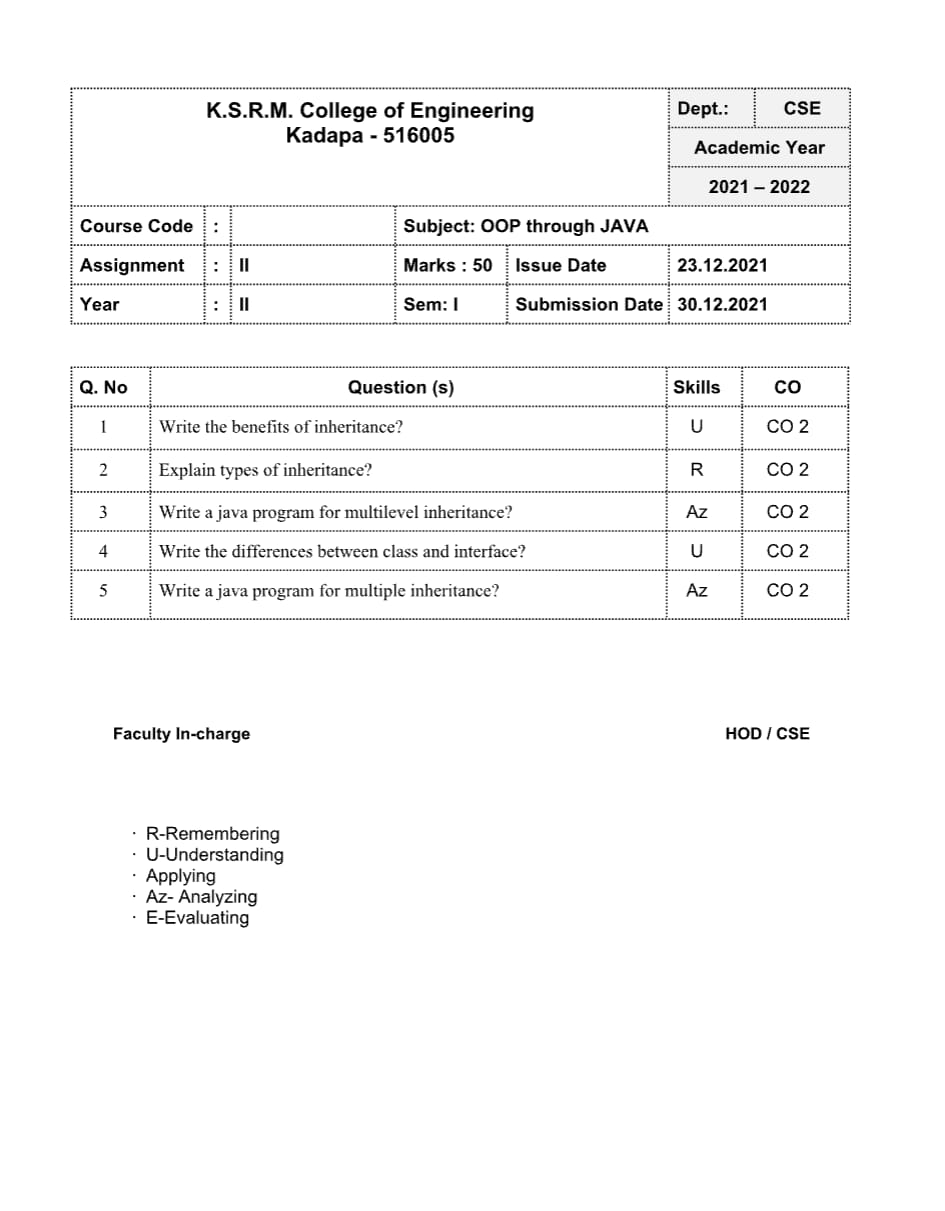 K.S.R.M. College of Engineering
Kadapa - 516005
Dept.: CSE
Academic Year
2021 – 2022
Course Code : Subject: OOP through JAVA
Assignment : II Marks : 50 Issue Date 23.12.2021
Year : II Sem: I Submission Date 30.12.2021
Q. No Question (s) Skills CO
1 Write the benefits of inheritance? U CO 2
2 Explain types of inheritance? R CO 2
3 Write a java program for multilevel inheritance? Az CO 2
4 Write the differences between class and interface? U CO 2
5 Write a java program for multiple inheritance? Az CO 2
Faculty In-charge HOD / CSE
· R-Remembering
· U-Understanding
· Applying
· Az- Analyzing
· E-Evaluating